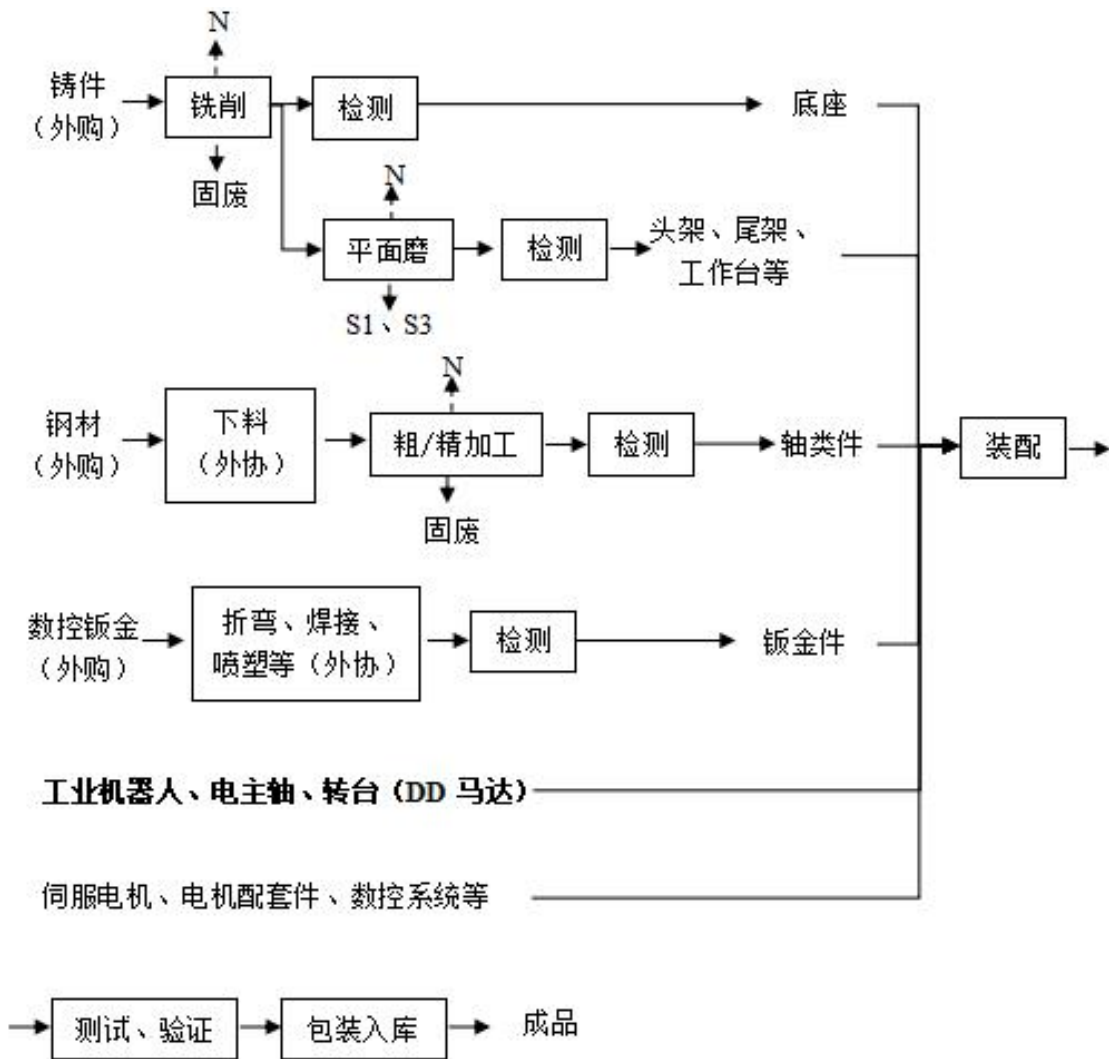 N
铸件
（外购）
铣削
检测
底座
固废
N
平面磨
检测
头架、尾架、
工作台等
S1、S3
N
钢材
（外购）
下料
（外协）
粗/精加工
检测
轴类件
装配
固废
数控钣金
（外购）
折弯、焊接、
喷塑等（外协）
检测
钣金件
工业机器人、电主轴、转台（DD 马达）
伺服电机、电机配套件、数控系统等
测试、验证
包装入库
成品